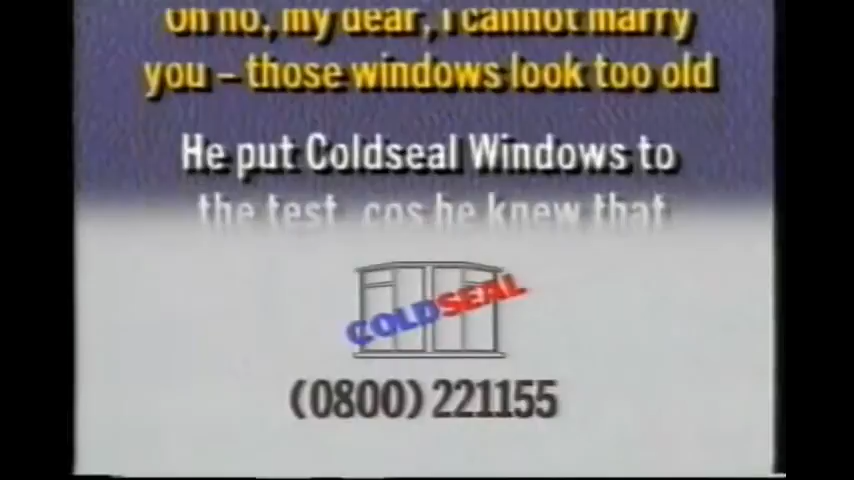 Oh no, my dear, I cannot marry
you – those windows look too old
He put Coldseal Windows to
the test, cos he knew that
COLDSEAL
(0800) 221155